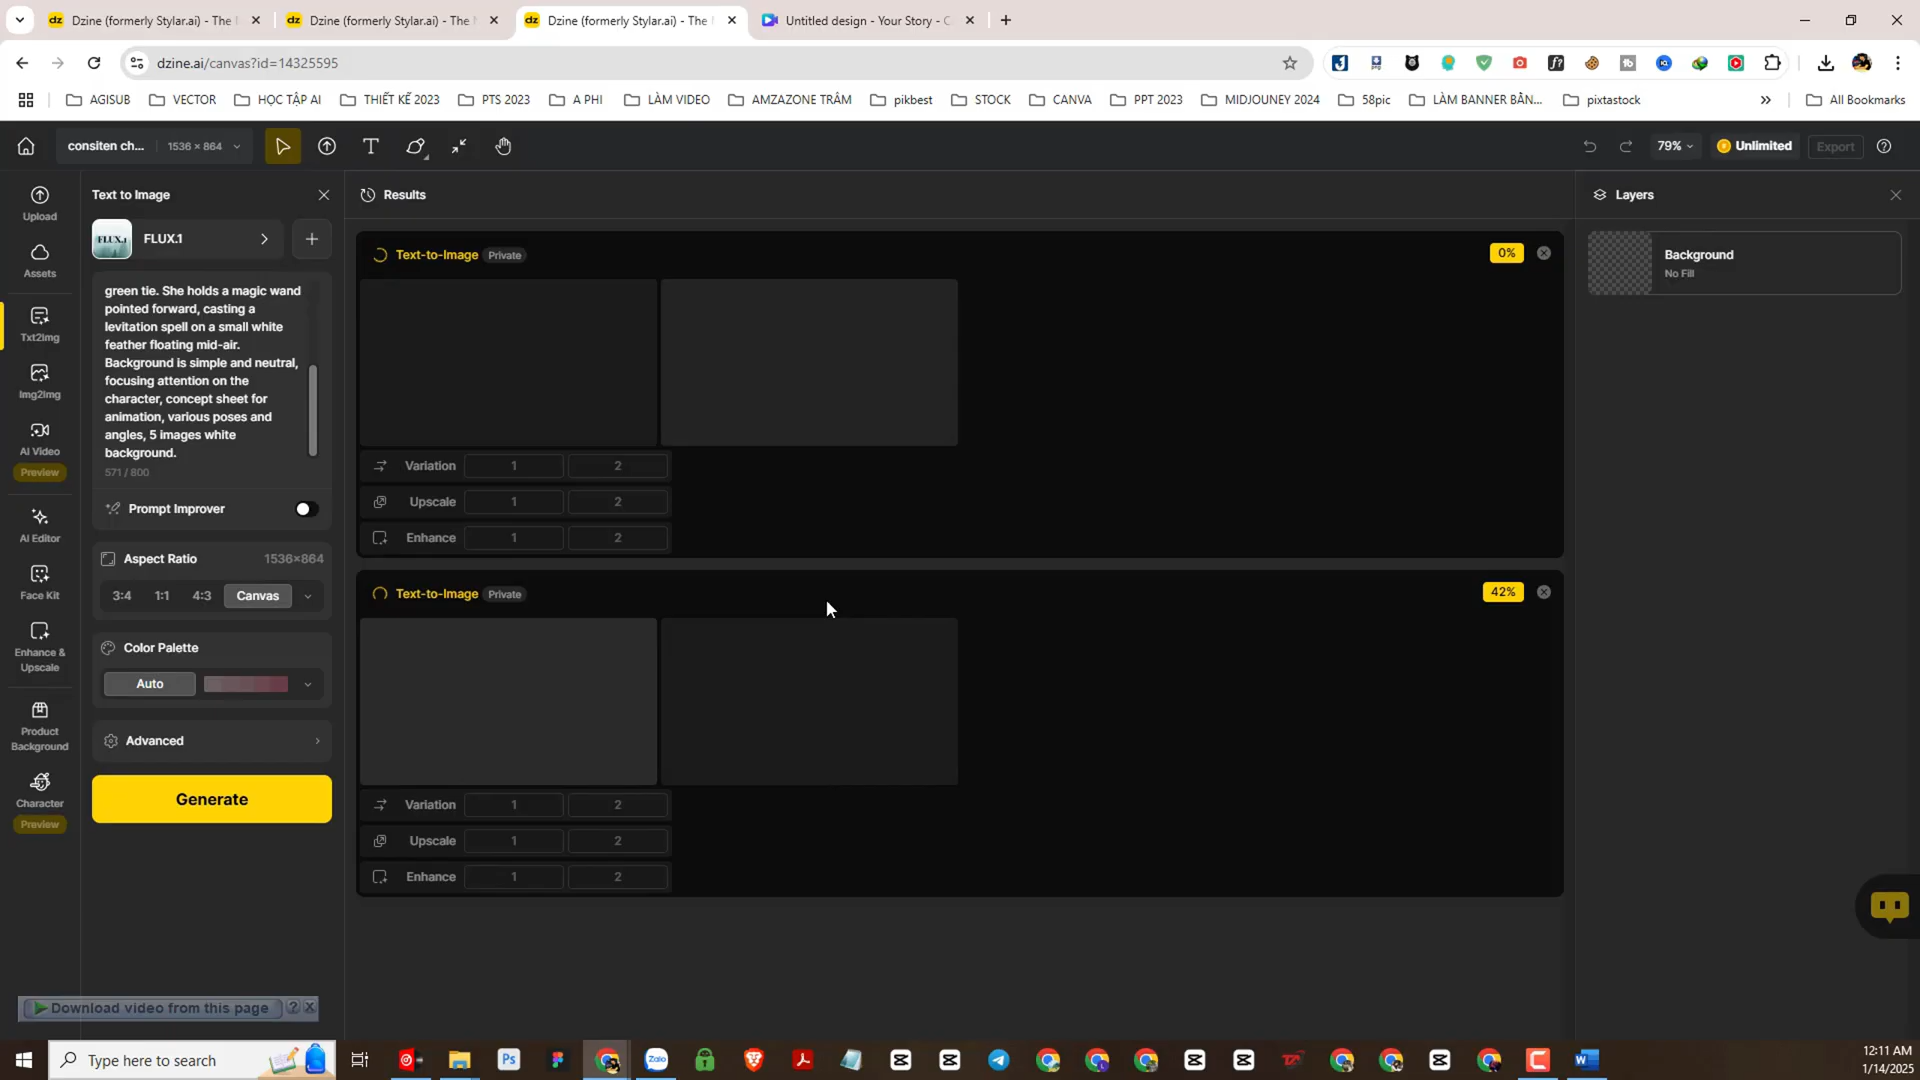 Dzine (formerly Stylar.ai) - The
Dzine (formerly Stylar.ai) - The
Dzine (formerly Stylar.ai) - The
Untitled design - Your Story - C
dzine.ai/canvas?id=14325595
AGISUB
VECTOR
HỌC TẬP AI
THIẾT KẾ 2023
PTS 2023
A PHI
LÀM VIDEO
AMZAZONE TRÂM
pikbest
STOCK
CANVA
PPT 2023
MIDJOUNEY 2024
58pic
LÀM BANNER BẰN...
pixtastock
All Bookmarks
consiten ch...
1536 × 864
79%
Unlimited
Export
Upload
Assets
Txt2Img
Img2Img
AI Video
Preview
AI Editor
Face Kit
Enhance &
Upscale
Product
Background
Character
Preview
Text to Image
FLUX.1
FLUX.1
green tie. She holds a magic wand
pointed forward, casting a
levitation spell on a small white
feather floating mid-air.
Background is simple and neutral,
focusing attention on the
character, concept sheet for
animation, various poses and
angles, 5 images white
background.
571 / 800
Prompt Improver
Aspect Ratio
1536×864
3:4
1:1
4:3
Canvas
Color Palette
Auto
Advanced
Generate
Results
Text-to-Image
Private
0%
Variation
1
2
Upscale
1
2
Enhance
1
2
Text-to-Image
Private
42%
Variation
1
2
Upscale
1
2
Enhance
1
2
Layers
Background
No Fill
Download video from this page
Type here to search
Ps
Zalo
12:11 AM
1/14/2025